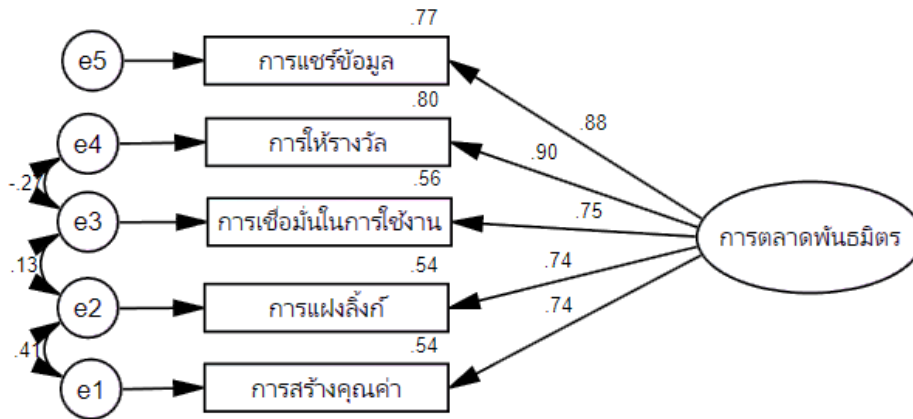 .77
e5
การแชร์ข้อมูล
.88
.80
e4
การให้รางวัล
.90
-.2
.56
e3
การเชื่อมั่นในการใช้งาน
.75
การตลาดพันธมิตร
.13
.54
e2
การแฝงลิ้งก์
.74
.41
.54
e1
การสร้างคุณค่า
.74